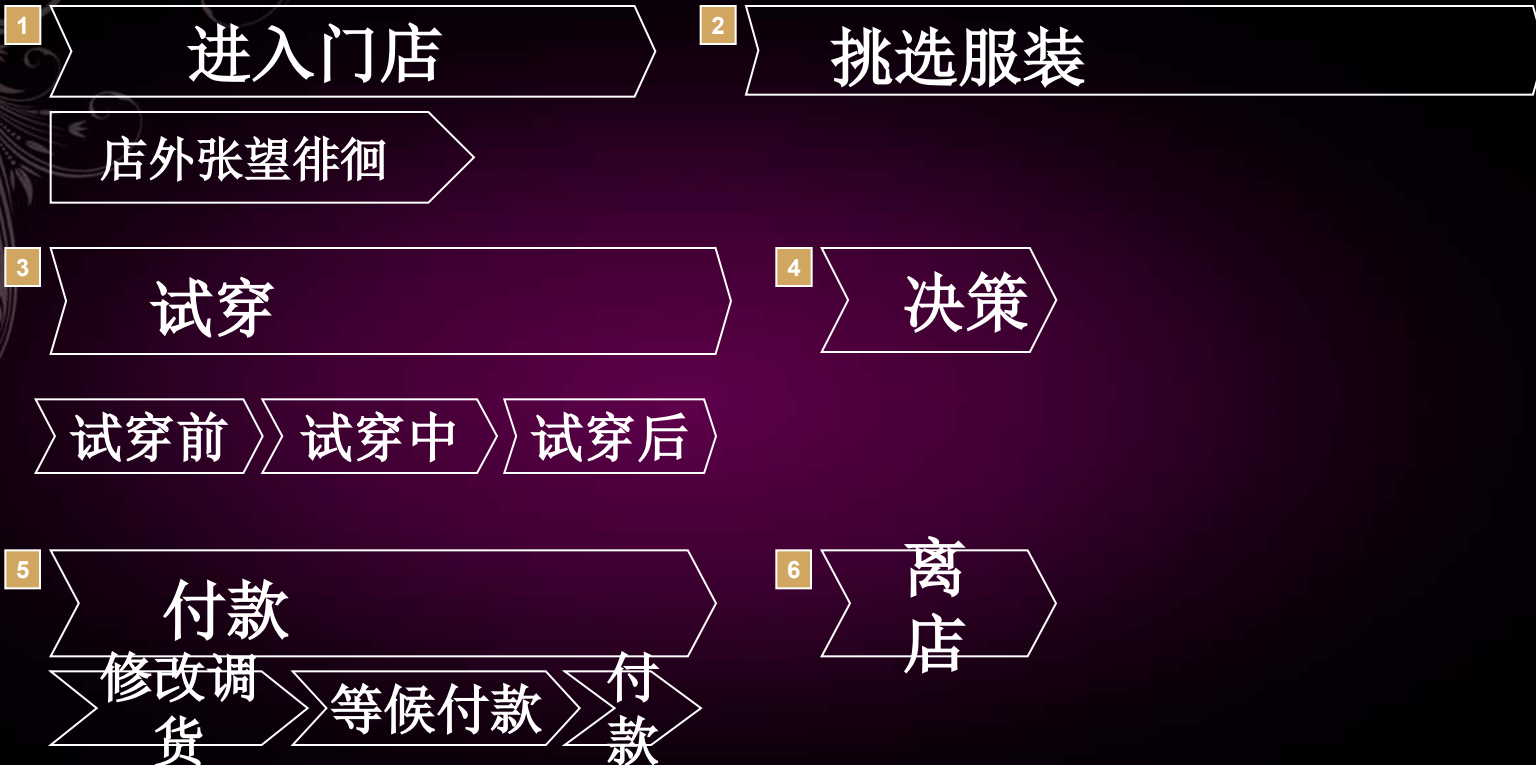 1
进入门店
2
挑选服装
店外张望徘徊
3
试穿
4
决策
试穿前
试穿中
试穿后
5
付款
6
离
店
修改调
货
等候付款
付
款